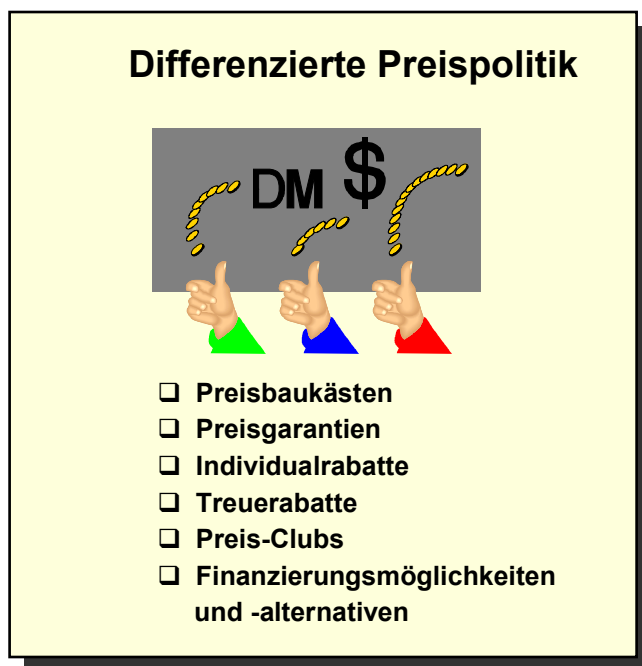 Differenzierte Preispolitik
DM $
❑ Preisbaukästen
❑ Preisgarantien
❑ Individualrabatte
❑ Treuerabatte
❑ Preis-Clubs
❑ Finanzierungsmöglichkeiten
und -alternativen